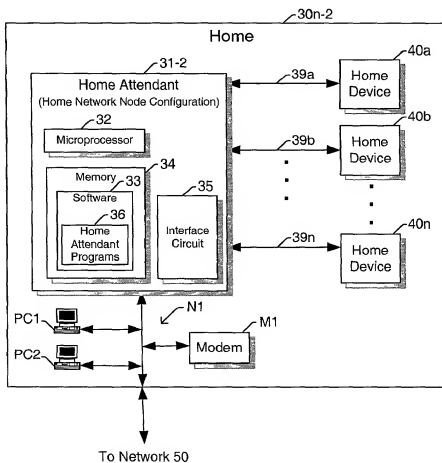 30n-2
Home
31-2
Home Attendant
(Home Network Node Configuration)
32
Microprocessor
34
Memory
33
Software
36
Home
Attendant
Programs
35
Interface
Circuit
39a
40a
Home
Device
39b
40b
Home
Device
39n
40n
Home
Device
N1
PC1
PC2
M1
Modem
To Network 50